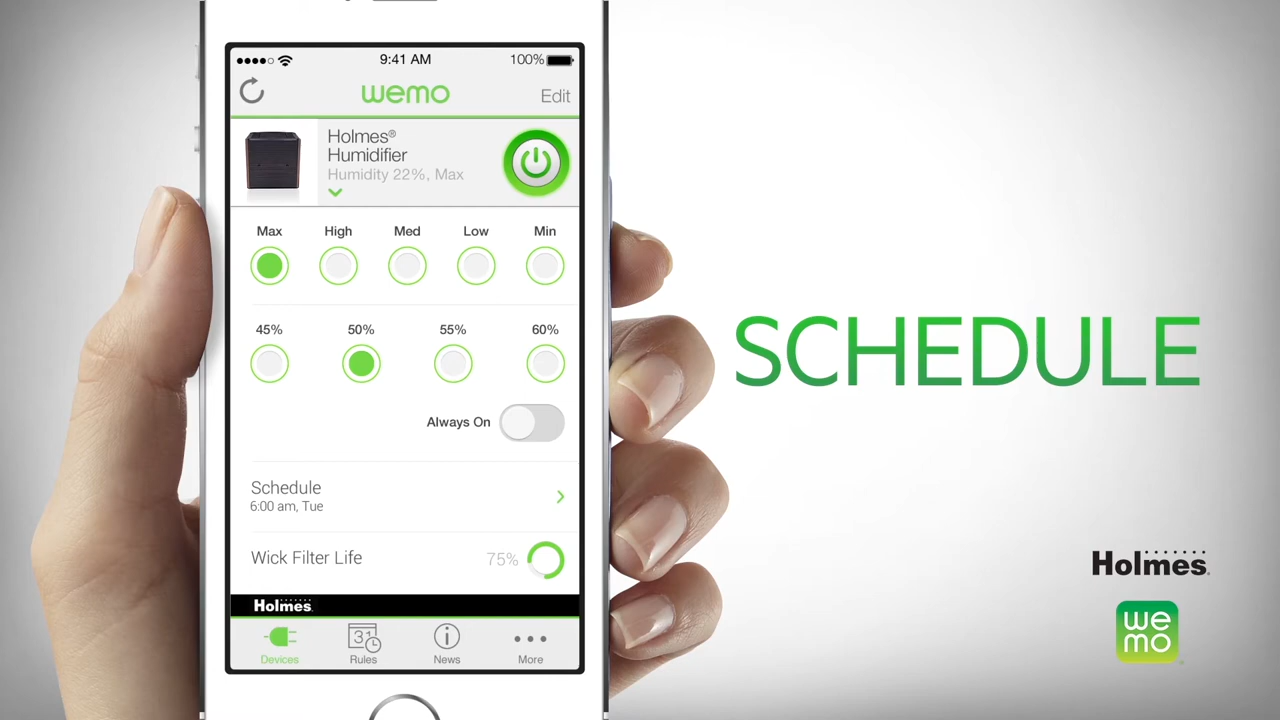 9:41 AM 100%
wemo Edit
Holmes®
Humidifier
Humidity 22%, Max
Max High Med Low Min
45% 50% 55% 60%
Always On
Schedule
6:00 am, Tue
Wick Filter Life 75%
Holmes
31
Devices Rules News More
SCHEDULE
Holmes
we
mo